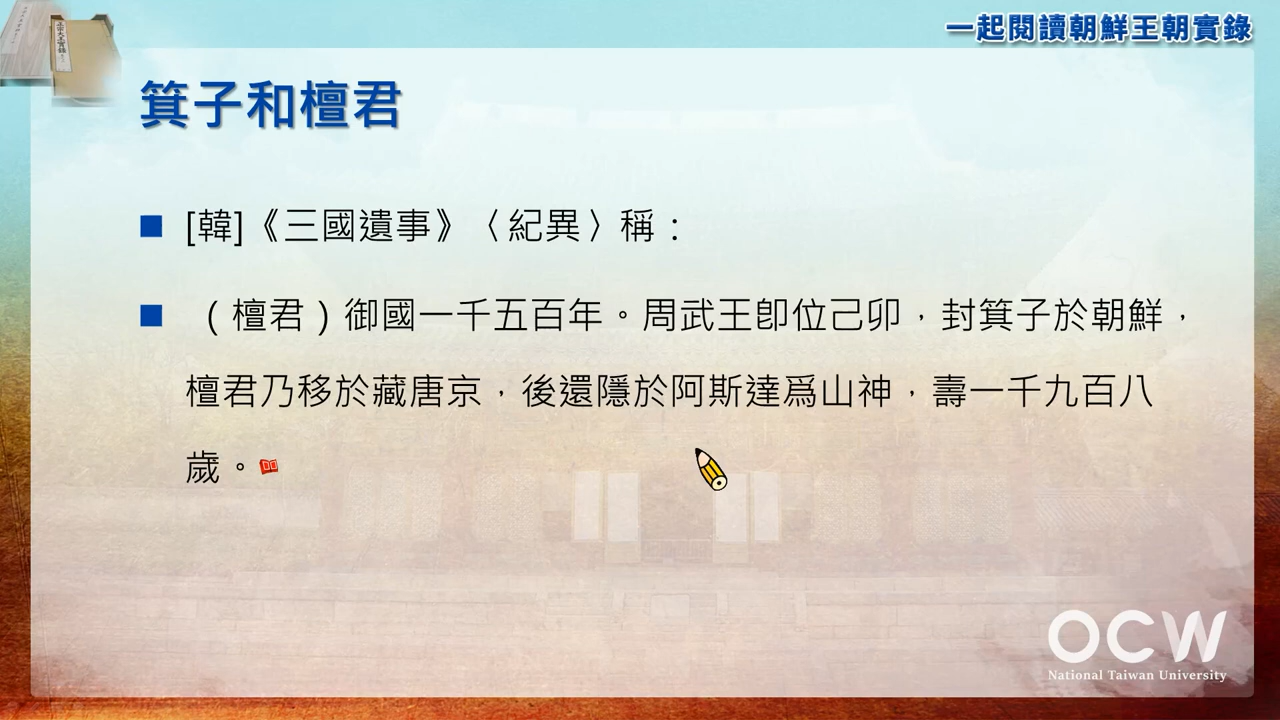 一起閱讀朝鮮王朝實錄
箕子和檀君
[韓]《三國遺事》〈紀異〉稱：
（檀君）御國一千五百年。周武王卽位己卯，封箕子於朝鮮，
檀君乃移於藏唐京，後還隱於阿斯達爲山神，壽一千九百八
歲。
OCW
National Taiwan University